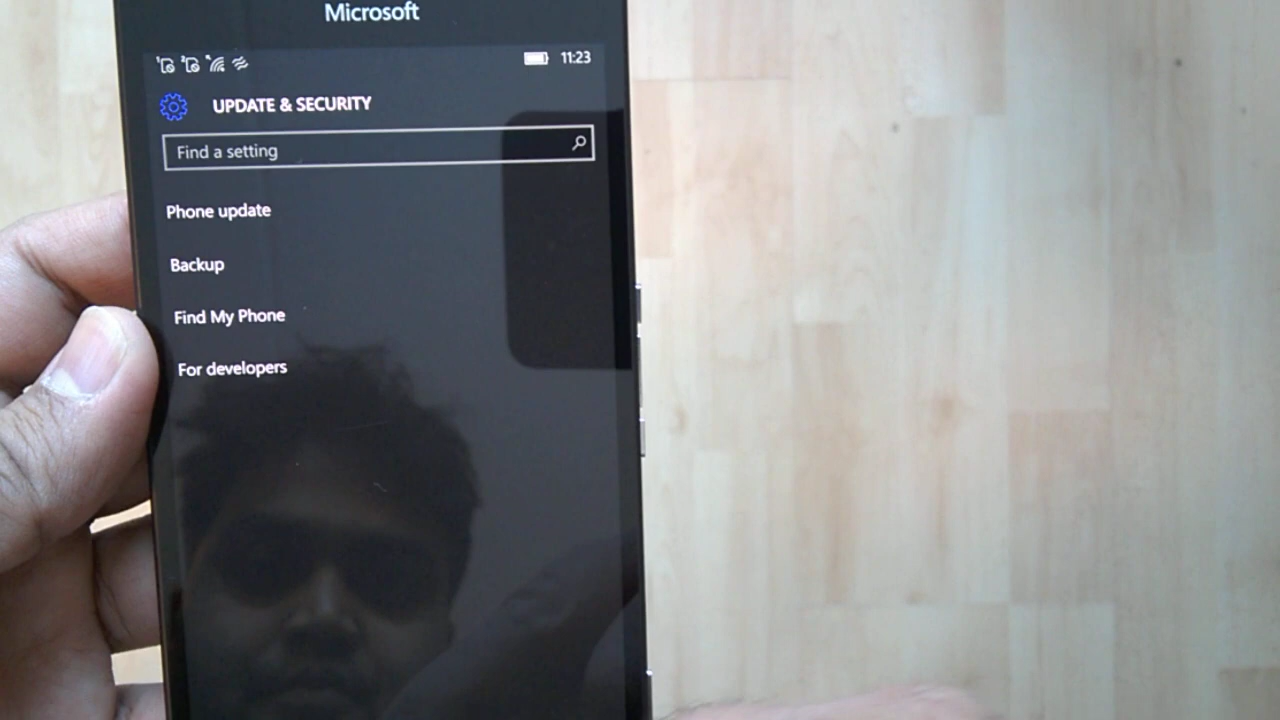 Microsoft
11:23
UPDATE & SECURITY
Find a setting
Phone update
Backup
Find My Phone
For developers